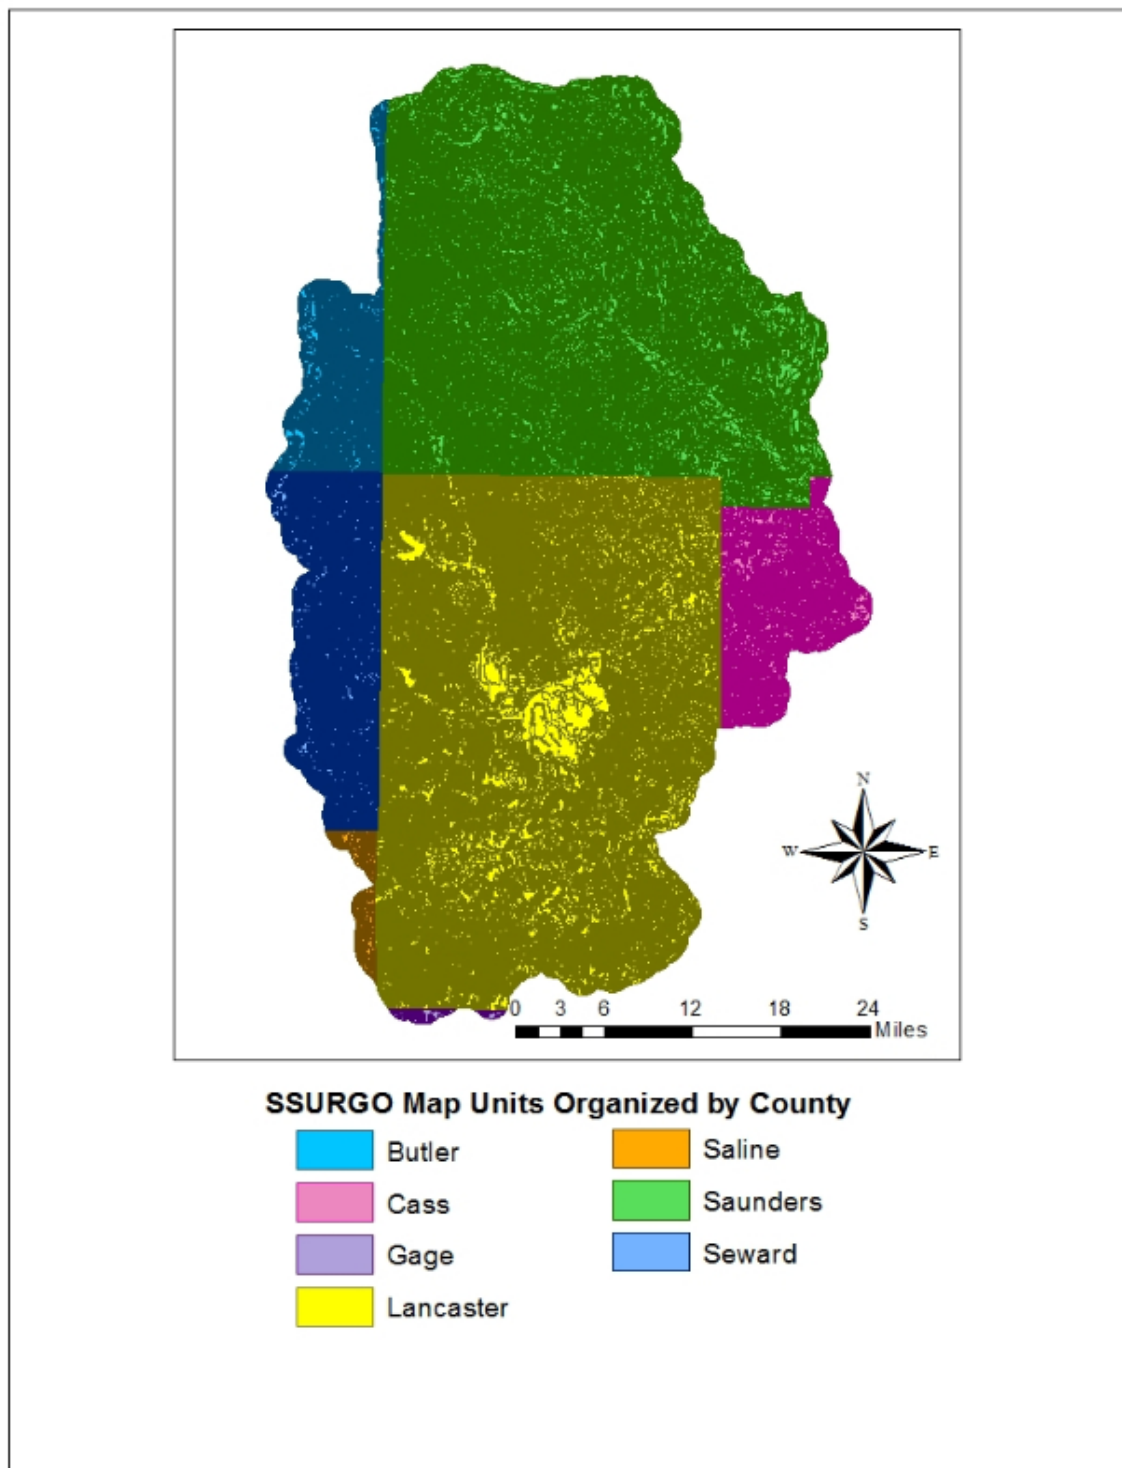 N
W E
S
0 3 6 12 18 24
Miles
SSURGO Map Units Organized by County
Butler
Cass
Gage
Lancaster
Saline
Saunders
Seward